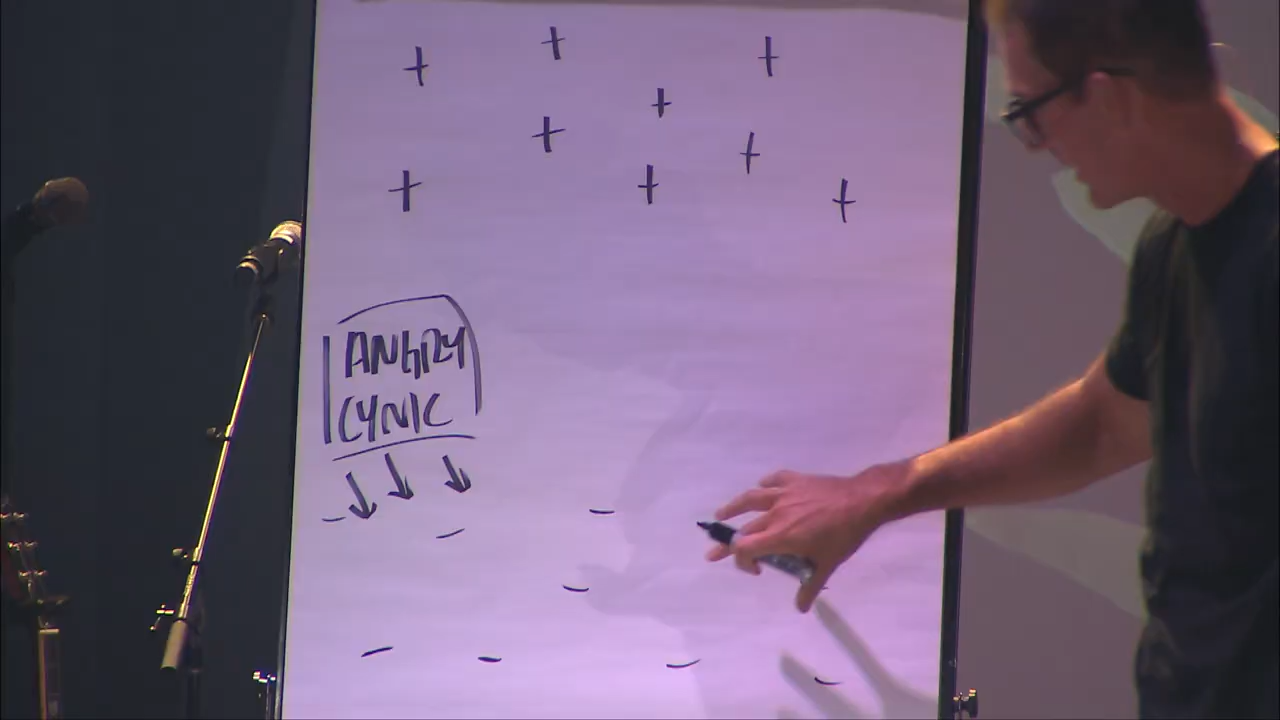 + + +
+
+ +
+ + +
ANGRY
CYNIC